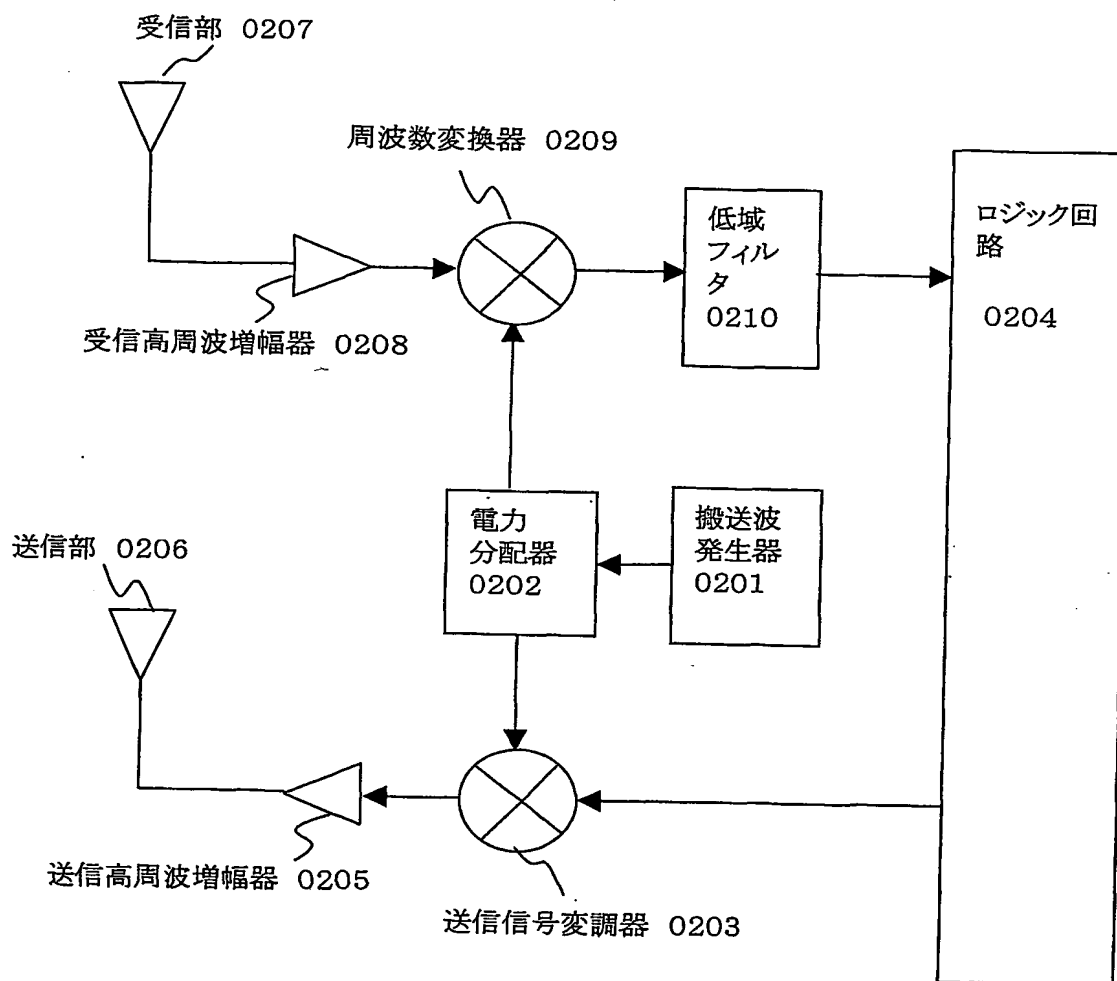 受信部 0207
周波数変換器 0209
低域
フィル
タ
0210
ロジック回
路
0204
受信高周波増幅器 0208
電力
分配器
0202
搬送波
発生器
0201
送信部 0206
送信高周波増幅器 0205
送信信号変調器 0203